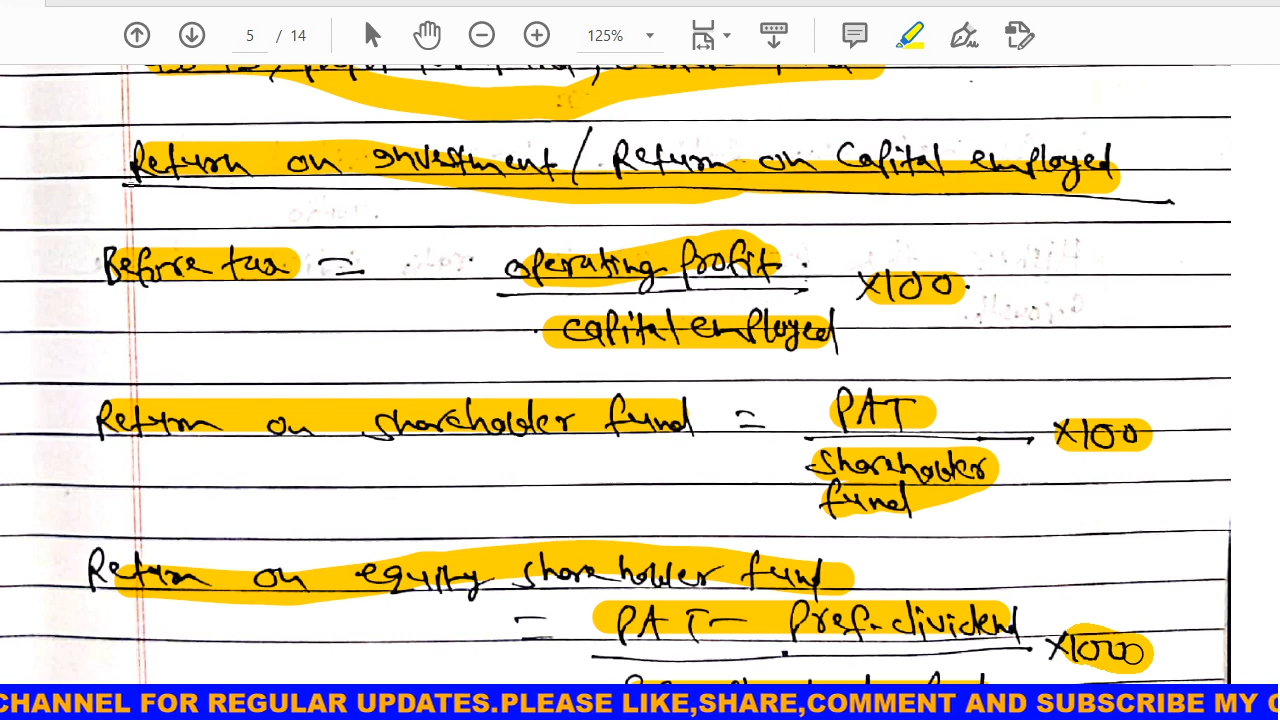 5 / 14
125%
Return on Investment / Return on Capital employed
Before tax = operating profit ×100
capital employed
Return on shareholder fund = PAT ×100
shareholder
fund
Return on equity shareholder fund
= PAT - Pref. dividend ×1000
CHANNEL FOR REGULAR UPDATES.PLEASE LIKE,SHARE,COMMENT AND SUBSCRIBE MY